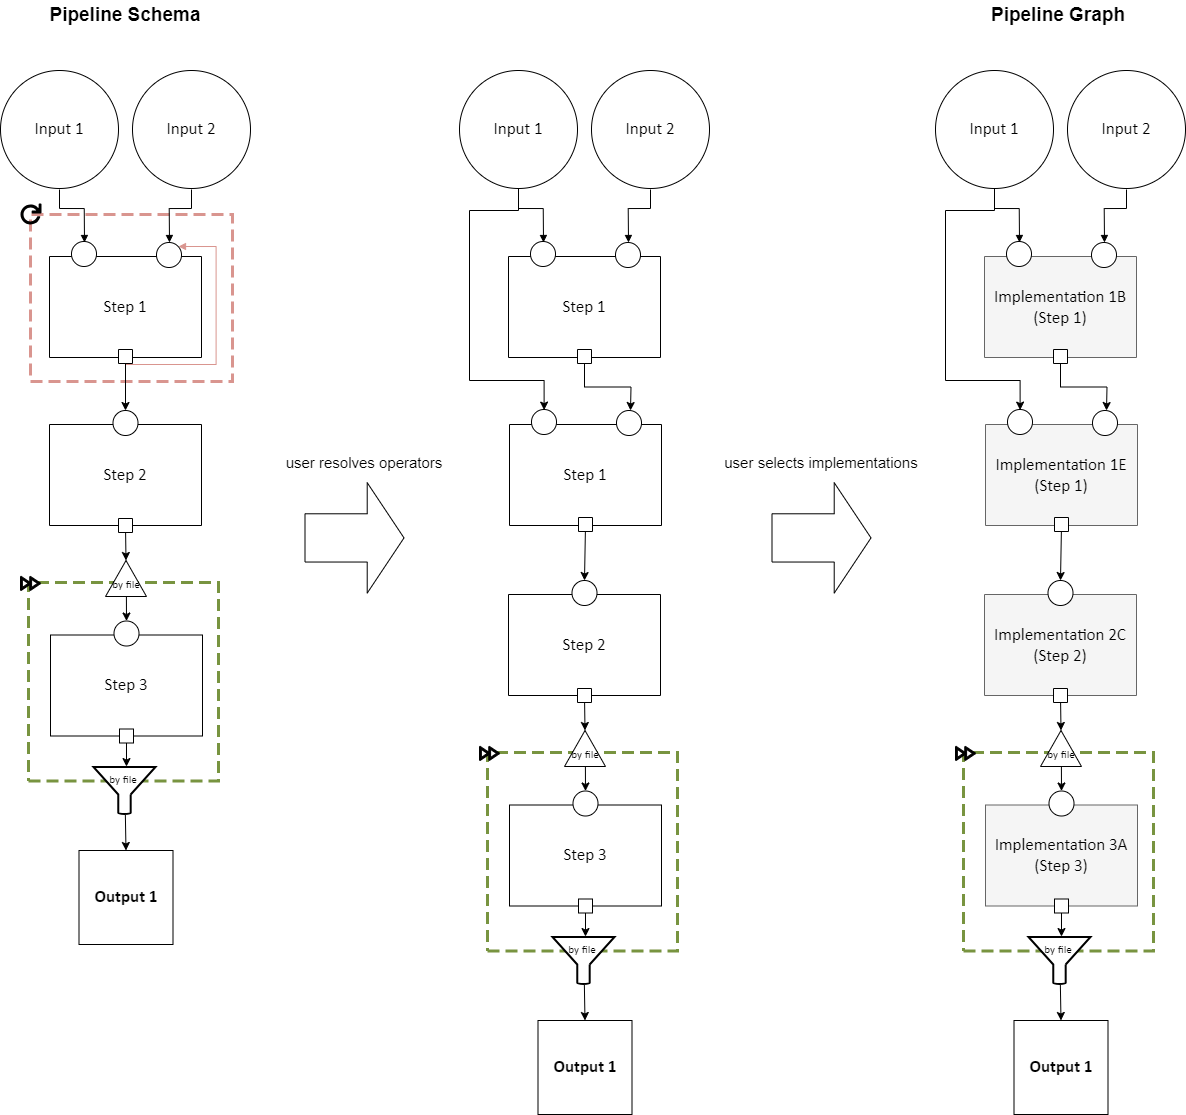 Pipeline Schema
Input 1
Input 2
Step 1
Step 2
by file
Step 3
by file
Output 1
user resolves operators
Input 1
Input 2
Step 1
Step 1
Step 2
by file
Step 3
by file
Output 1
user selects implementations
Pipeline Graph
Input 1
Input 2
Implementation 1B
(Step 1)
Implementation 1E
(Step 1)
Implementation 2C
(Step 2)
by file
Implementation 3A
(Step 3)
by file
Output 1